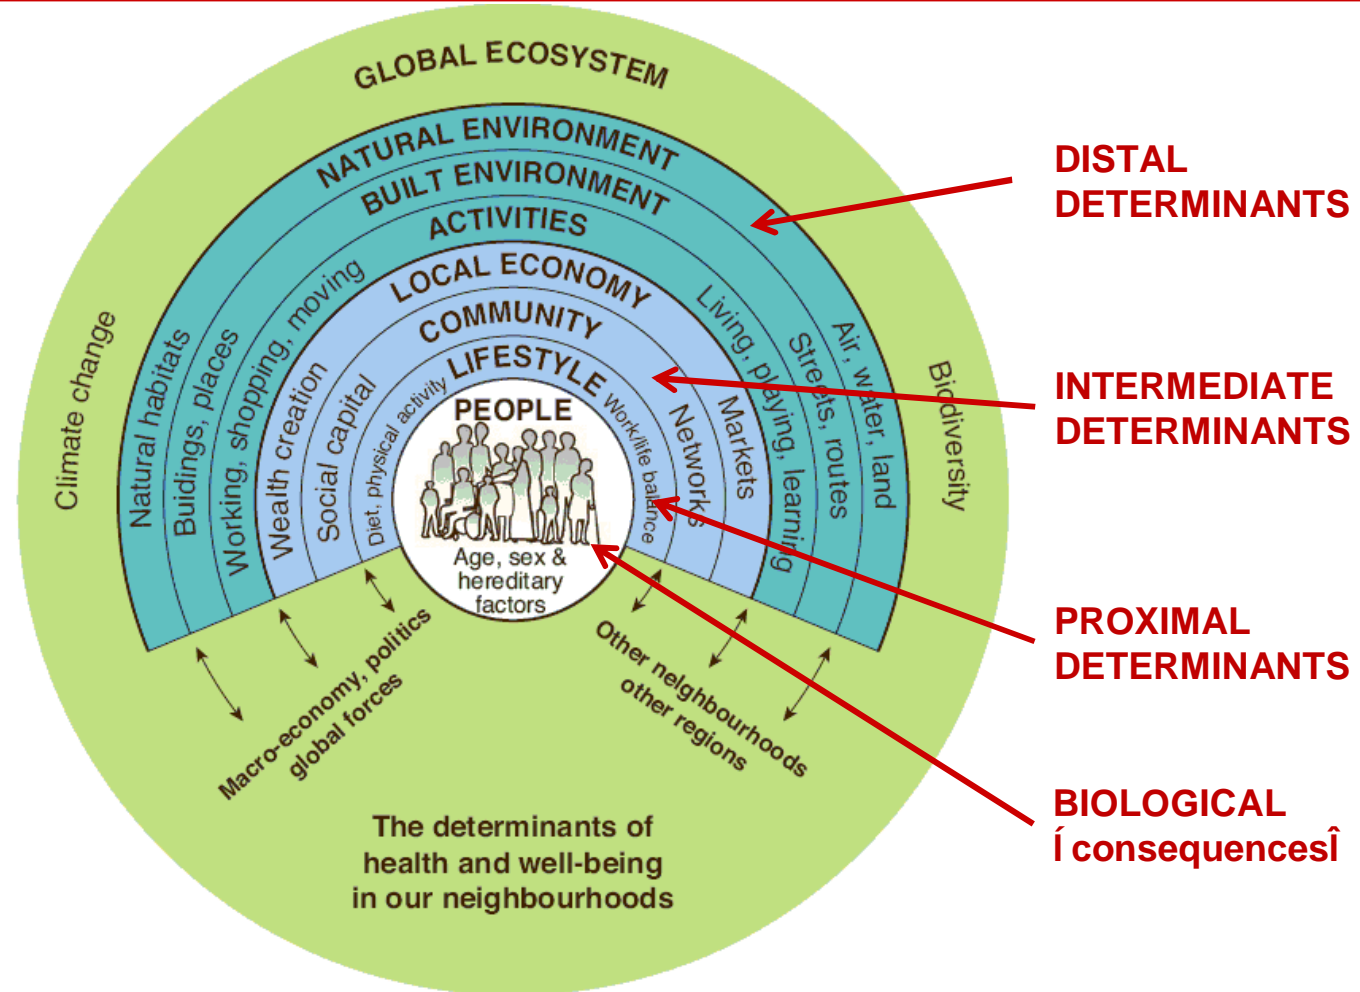 GLOBAL ECOSYSTEM
NATURAL ENVIRONMENT
BUILT ENVIRONMENT
ACTIVITIES
LOCAL ECONOMY
COMMUNITY
LIFESTYLE
PEOPLE
Age, sex &
hereditary
factors
Climate change
Natural habitats
Buidings, places
Working, shopping, moving
Wealth creation
Social capital
Diet, physical activity
Work/life balance
Networks
Markets
Living, playing, learning
Streets, routes
Air, water, land
Biodiversity
Macro-economy, politics
global forces
Other nelghbourhoods
other regions
The determinants of
health and well-being
in our neighbourhoods
DISTAL
DETERMINANTS
INTERMEDIATE
DETERMINANTS
PROXIMAL
DETERMINANTS
BIOLOGICAL
Í consequencesÎ